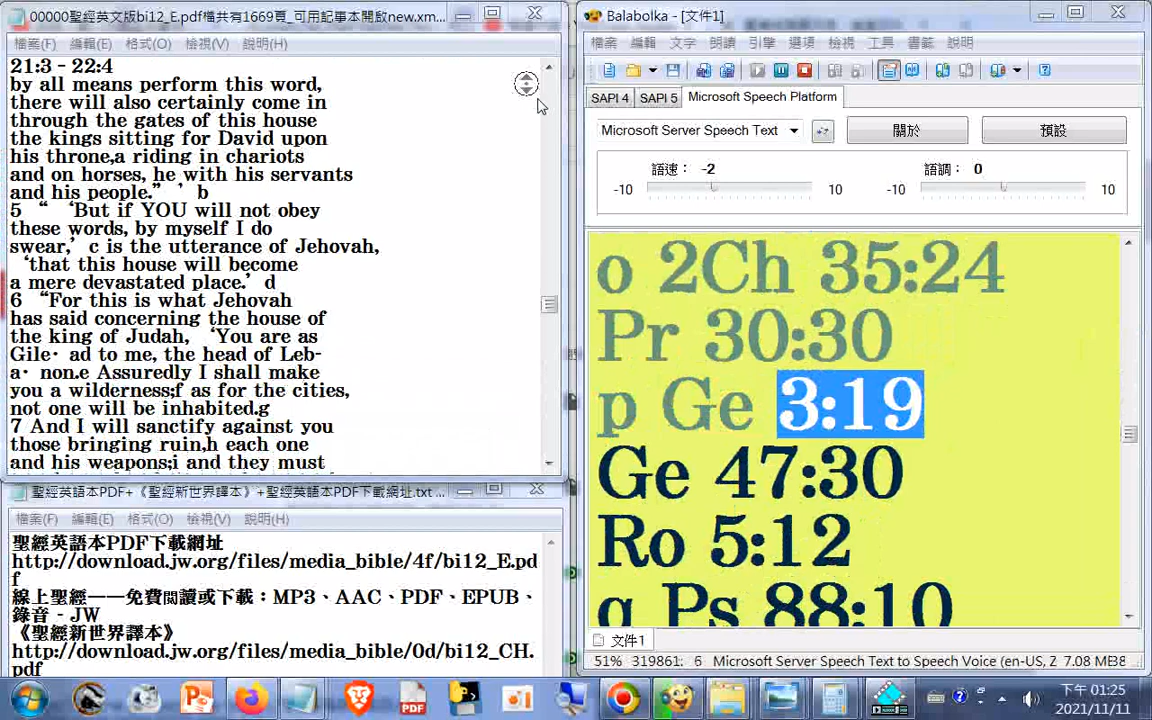 00000聖經英文版bi12_E.pdf檔共有1669頁_可用記事本開啟new.xm...
檔案(F) 編輯(E) 格式(O) 檢視(V) 說明(H)
21:3 - 22:4
by all means perform this word,
there will also certainly come in
through the gates of this house
the kings sitting for David upon
his throne,a riding in chariots
and on horses, he with his servants
and his people.” ’ b
5 “ ‘But if YOU will not obey
these words, by myself I do
swear,’ c is the utterance of Jehovah,
‘that this house will become
a mere devastated place.’ d
6 “For this is what Jehovah
has said concerning the house of
the king of Judah, ‘You are as
Gile· ad to me, the head of Leb-
a· non.e Assuredly I shall make
you a wilderness;f as for the cities,
not one will be inhabited.g
7 And I will sanctify against you
those bringing ruin,h each one
and his weapons;i and they must
聖經英語本PDF+《聖經新世界譯本》+聖經英語本PDF下載網址.txt ...
檔案(F) 編輯(E) 格式(O) 檢視(V) 說明(H)
聖經英語本PDF下載網址
http://download.jw.org/files/media_bible/4f/bi12_E.pd
f
線上聖經——免費閱讀或下載：MP3、AAC、PDF、EPUB、
錄音 - JW
《聖經新世界譯本》
http://download.jw.org/files/media_bible/0d/bi12_CH.
pdf
Balabolka - [文件1]
檔案 編輯 文字 朗讀 引擎 選項 檢視 工具 書籤 說明
SAPI 4 SAPI 5 Microsoft Speech Platform
Microsoft Server Speech Text 關於 預設
語速： -2 語調： 0
-10 10 -10 10
o 2Ch 35:24
Pr 30:30
p Ge 3:19
Ge 47:30
Ro 5:12
q Ps 88:10
文件1
51% 319861: 6 Microsoft Server Speech Text to Speech Voice (en-US, Z 7.08 MB
下午 01:25
2021/11/11